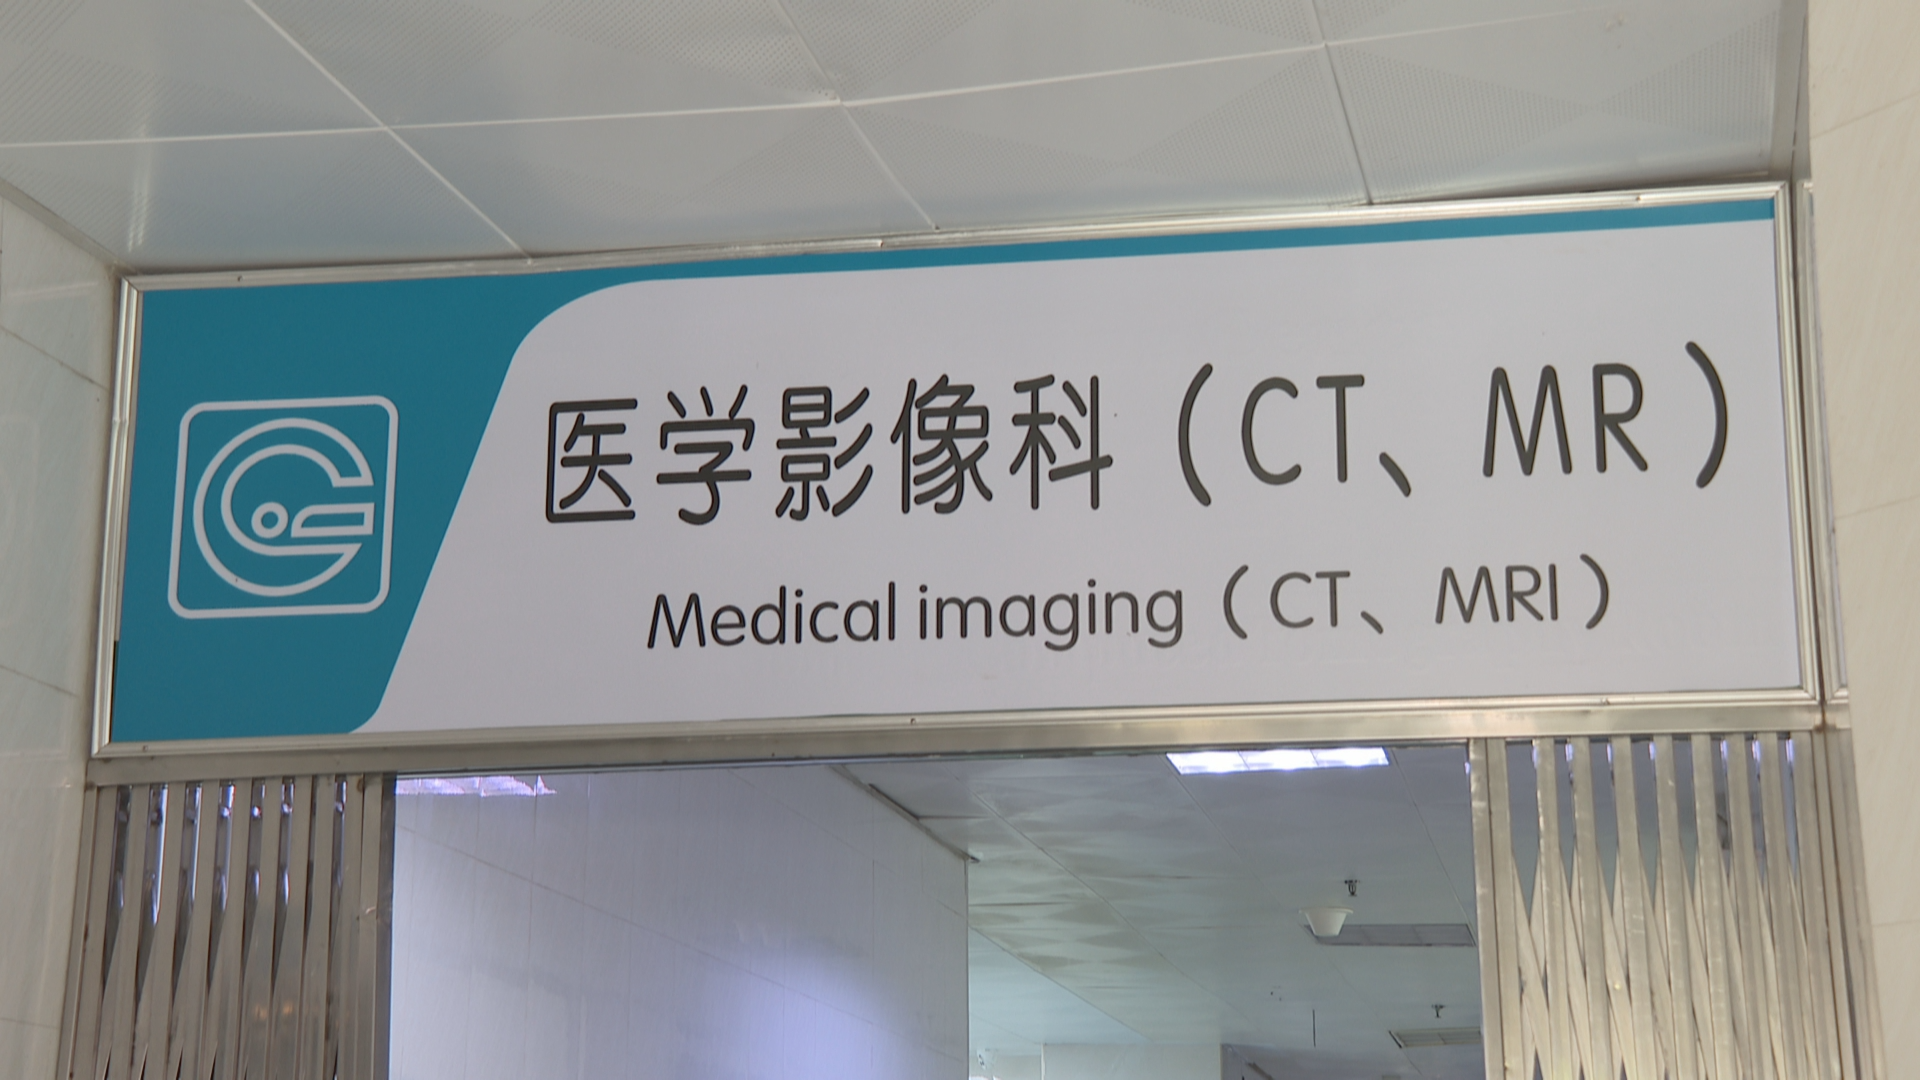 医学影像科（CT、MR）
Medical imaging（CT、MRI）